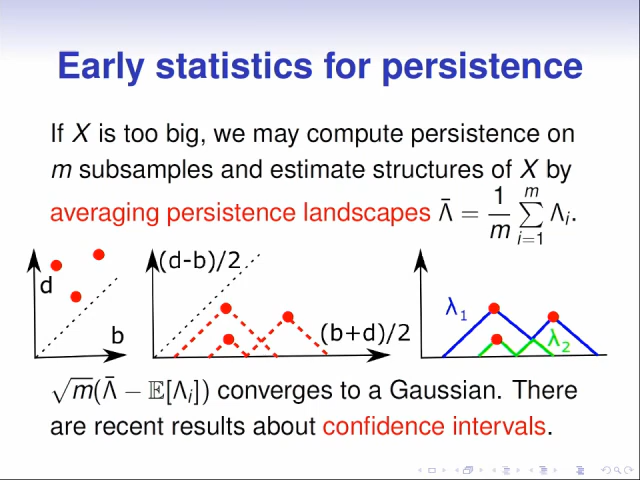 Early statistics for persistence
If X is too big, we may compute persistence on
m subsamples and estimate structures of X by
averaging persistence landscapes Λ̄ = 1/m ∑_{i=1}^{m} Λ_i.
d
b
(d-b)/2
(b+d)/2
λ₁
λ₂
√m(Λ̄ − 𝔼[Λ_i]) converges to a Gaussian. There
are recent results about confidence intervals.